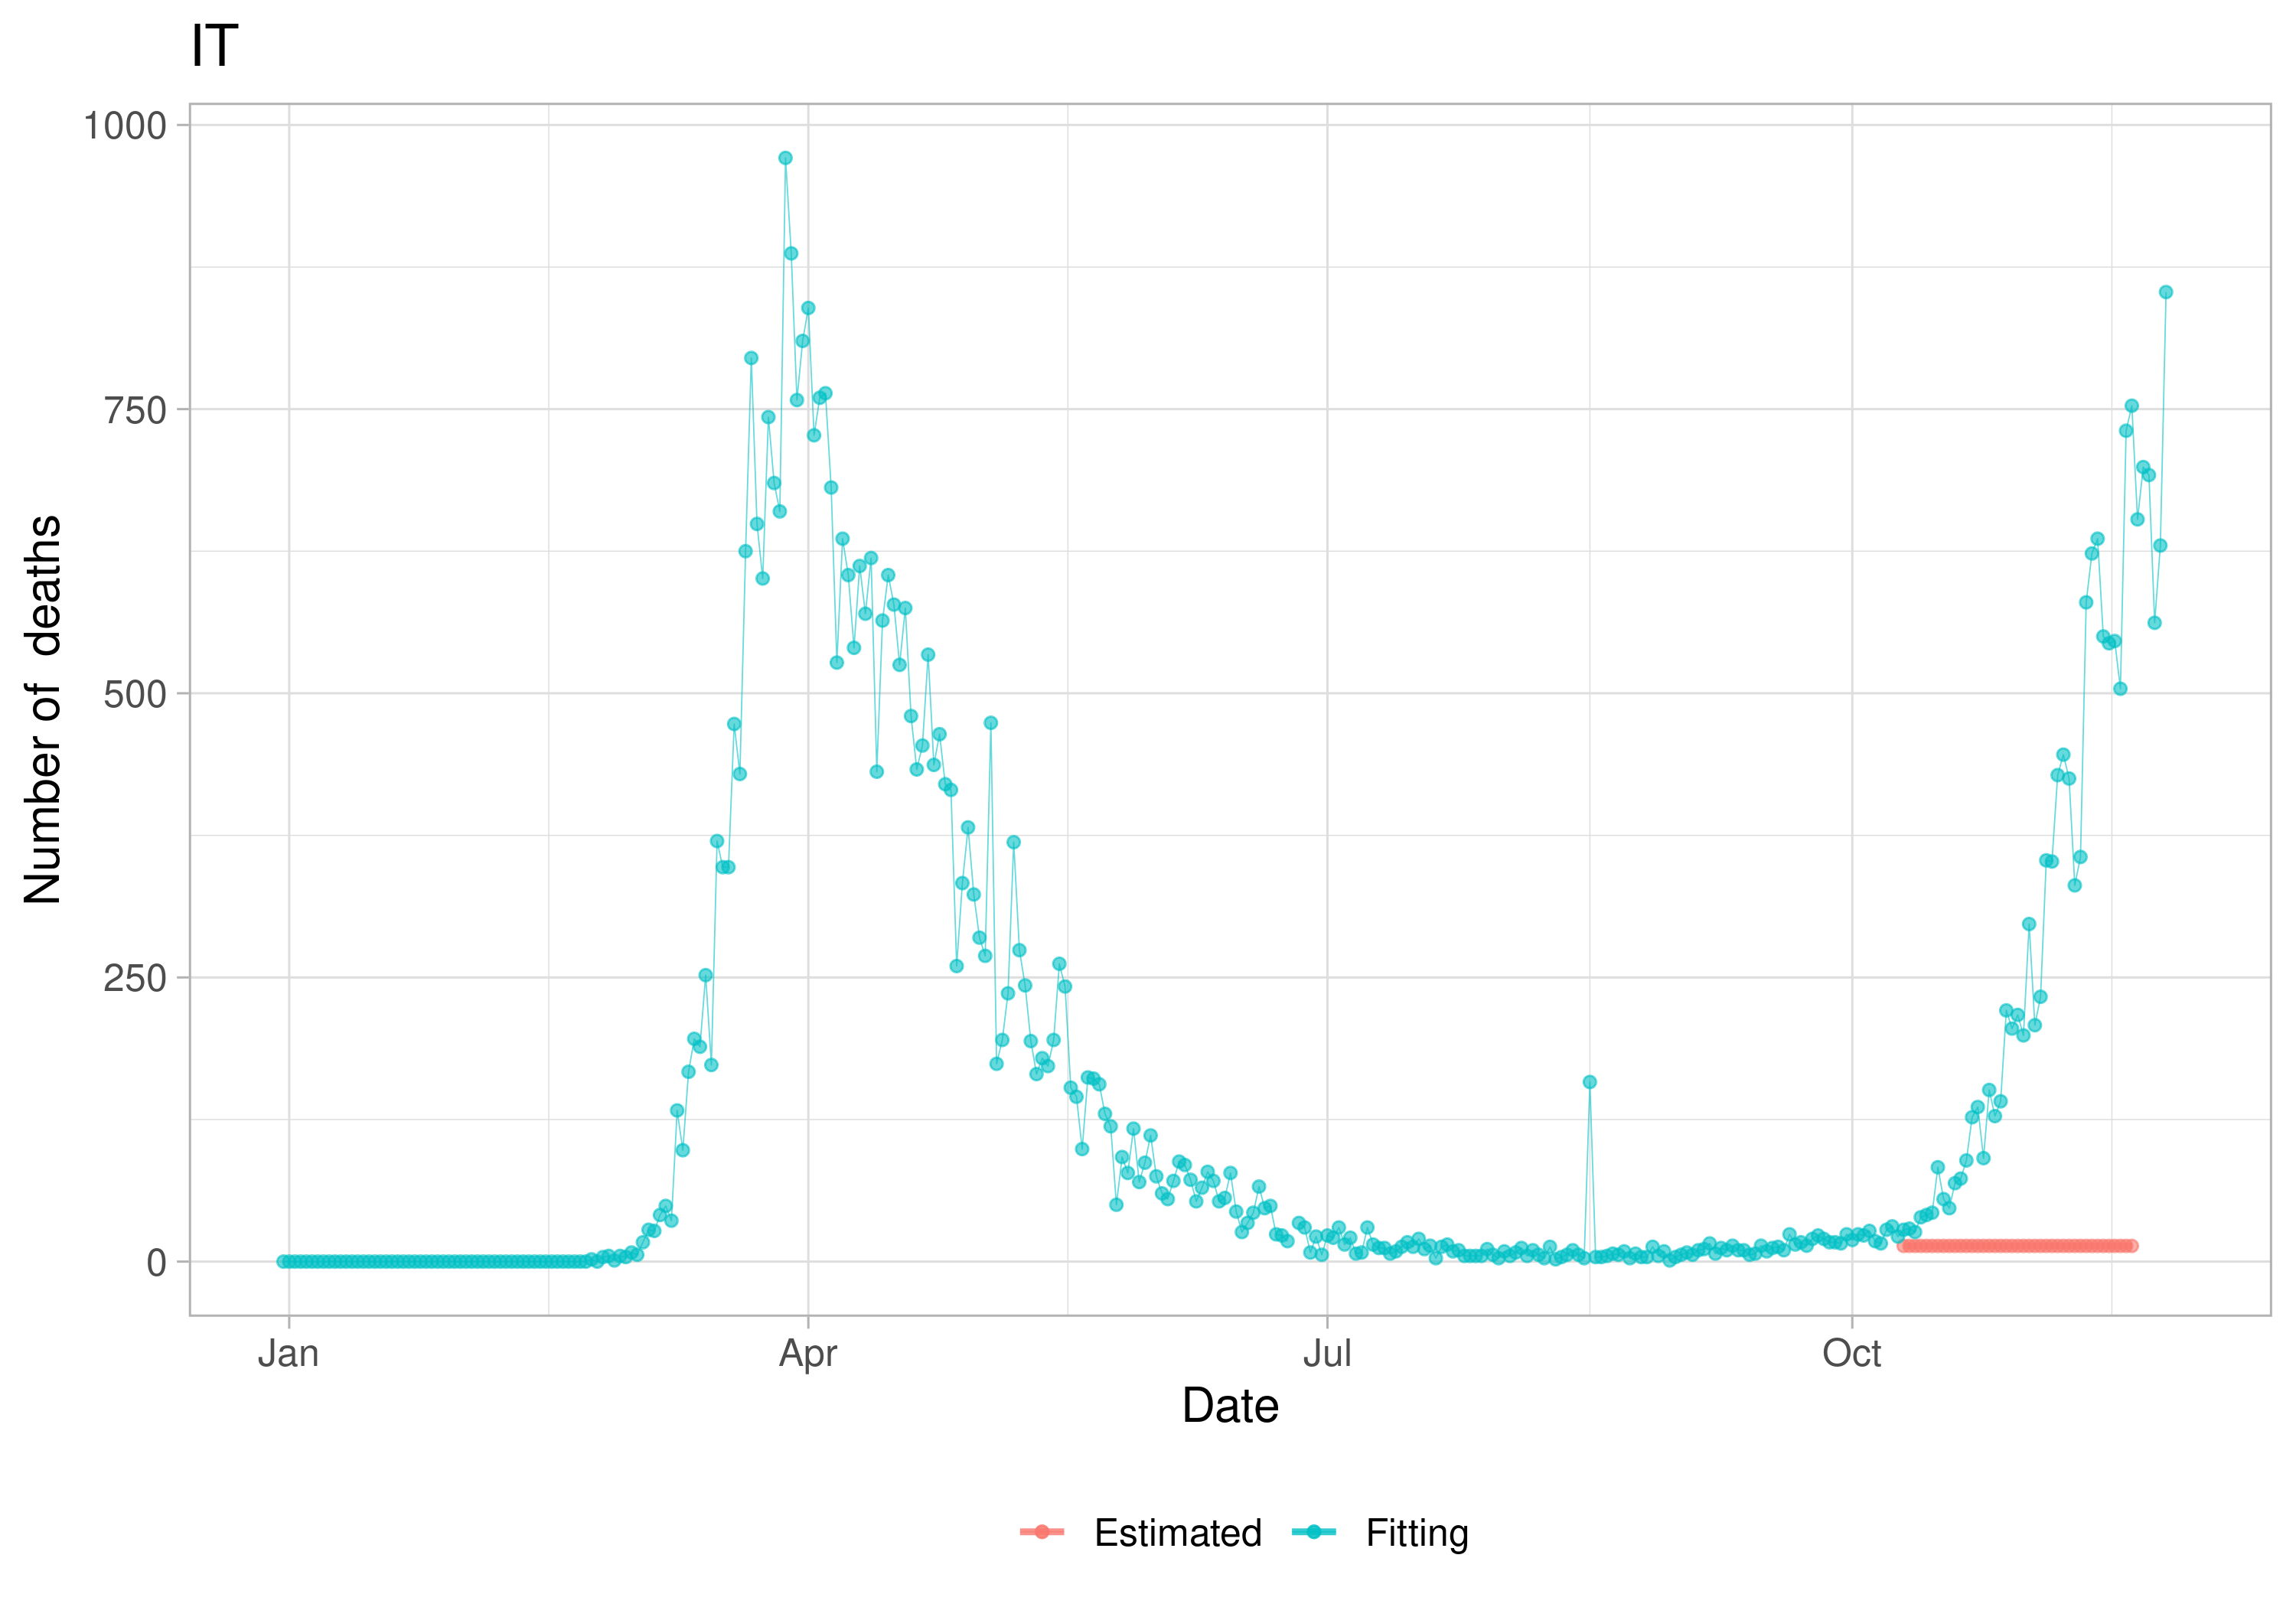 IT
1000
750
500
250
0
Number of deaths
Jan Apr Jul Oct
Date
Estimated Fitting